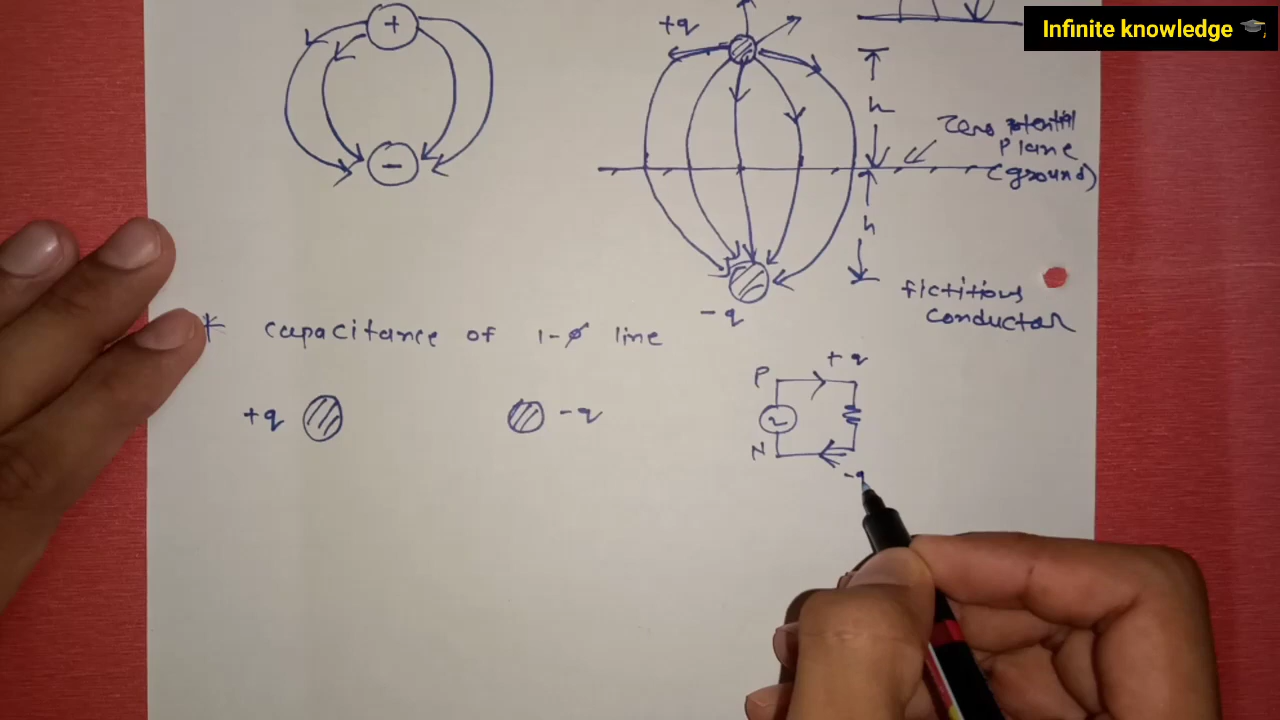 Infinite knowledge 🎓
+
-
+q
h
Zero potential
Plane
(ground)
h
-q
fictitious
conductor
* capacitance of 1-ϕ line
+q
-q
P
+q
~
N
-q